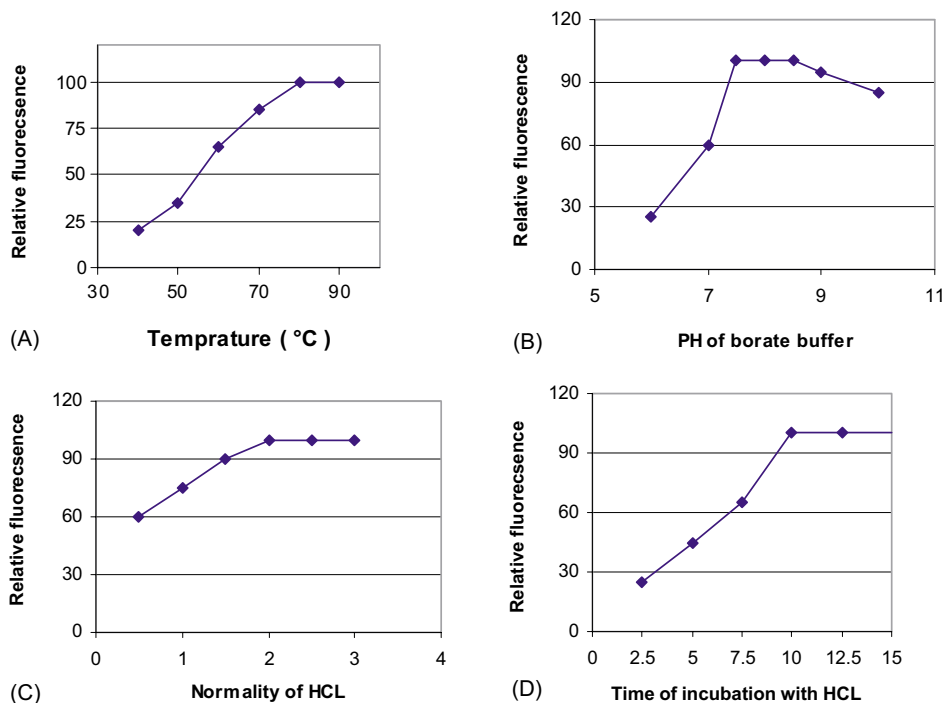 Relative fluorecsence
100
75
50
25
0
30 50 70 90
(A) Temprature ( °C )
Relative fluorescence
120
90
60
30
0
5 7 9 11
(B) PH of borate buffer
Relative fluorecsence
120
90
60
30
0
0 1 2 3 4
(C) Normality of HCL
Relative fluorescence
120
90
60
30
0
0 2.5 5 7.5 10 12.5 15
(D) Time of incubation with HCL